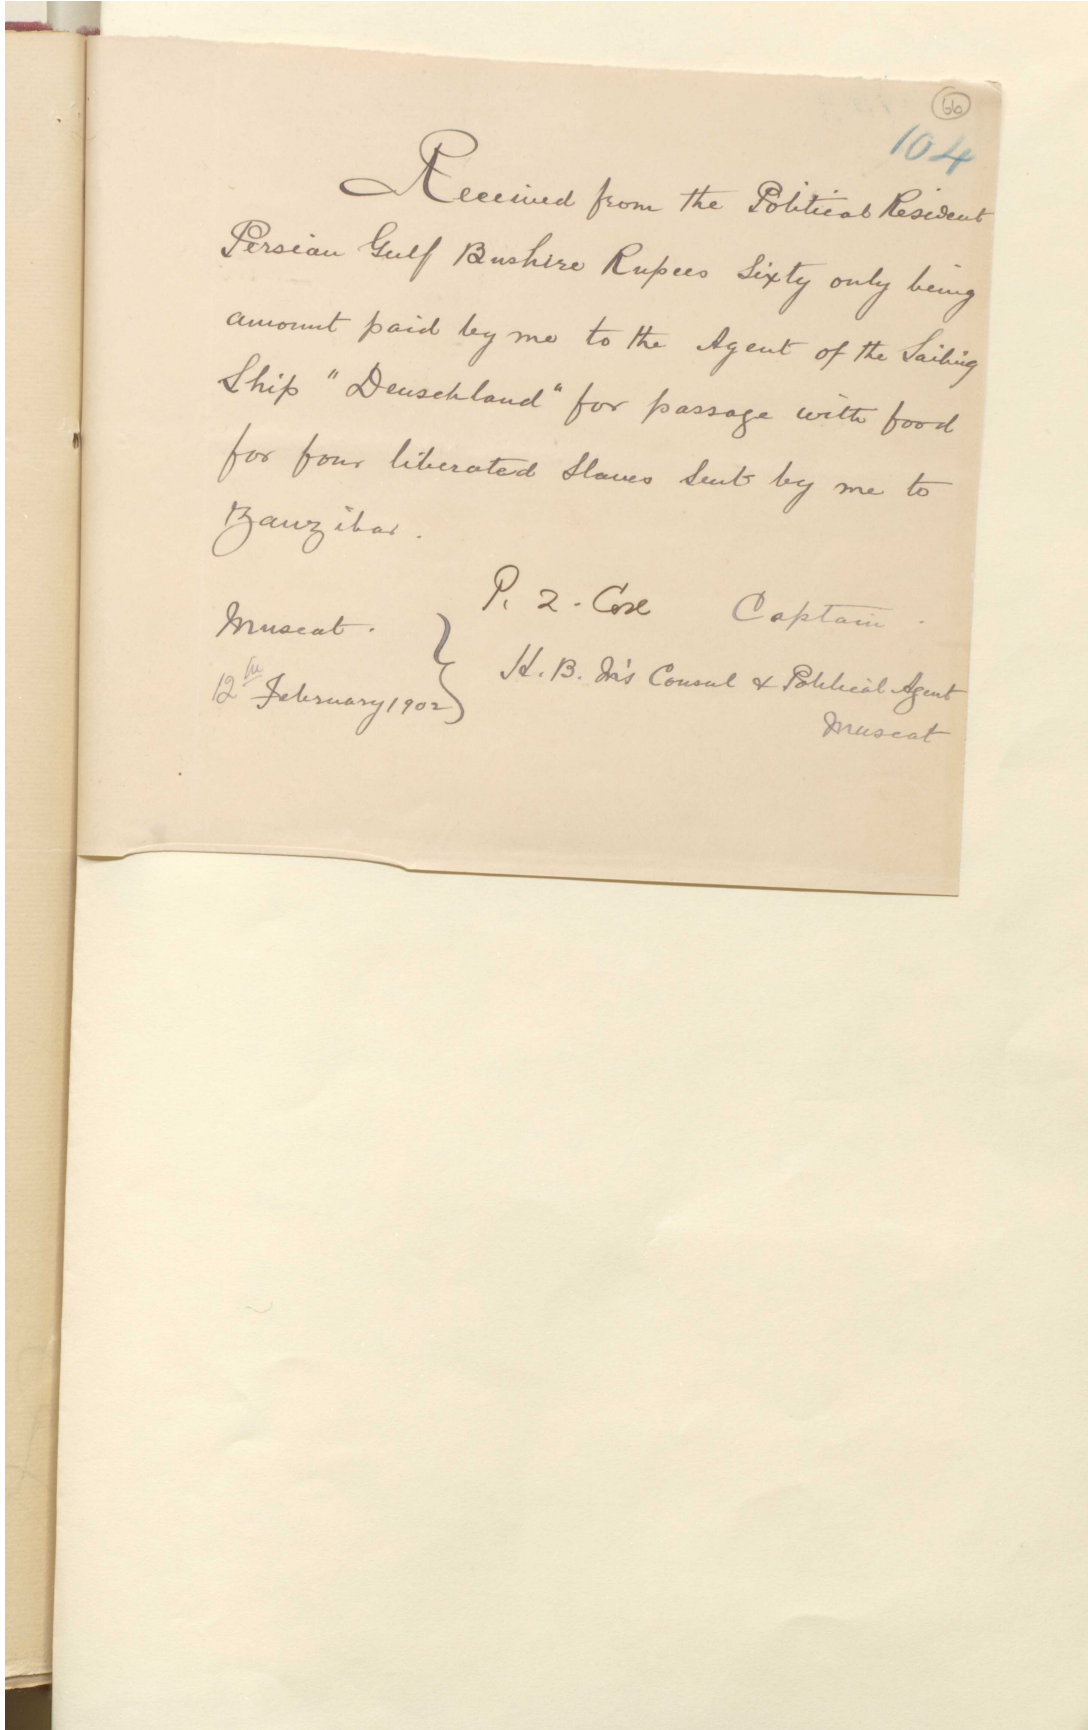 66
104
Received from the Political Resident
Persian Gulf Bushire Rupees Sixty only being
amount paid by me to the Agent of the Sailing
Ship "Deuschland" for passage with food
for four liberated Slaves sent by me to
Zanzibar.
P. Z. Cox Captain.
Muscat.
H. B. M's Consul & Political Agent
12th February 1902
Muscat